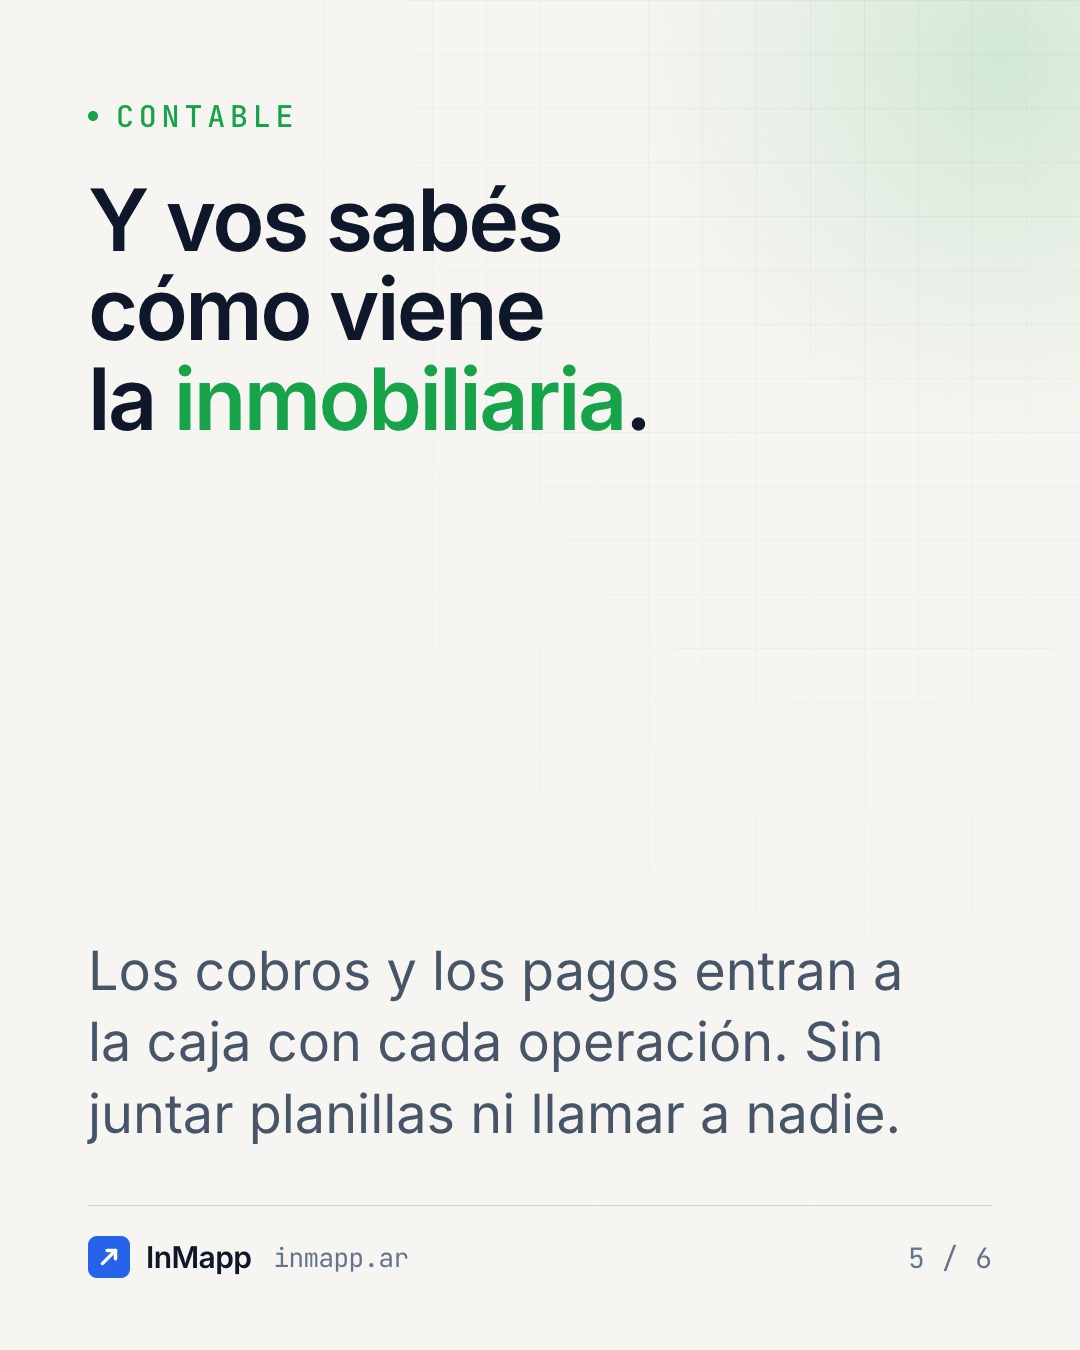 • CONTABLE
Y vos sabés
cómo viene
la inmobiliaria.
Los cobros y los pagos entran a
la caja con cada operación. Sin
juntar planillas ni llamar a nadie.
InMapp inmapp.ar 5 / 6